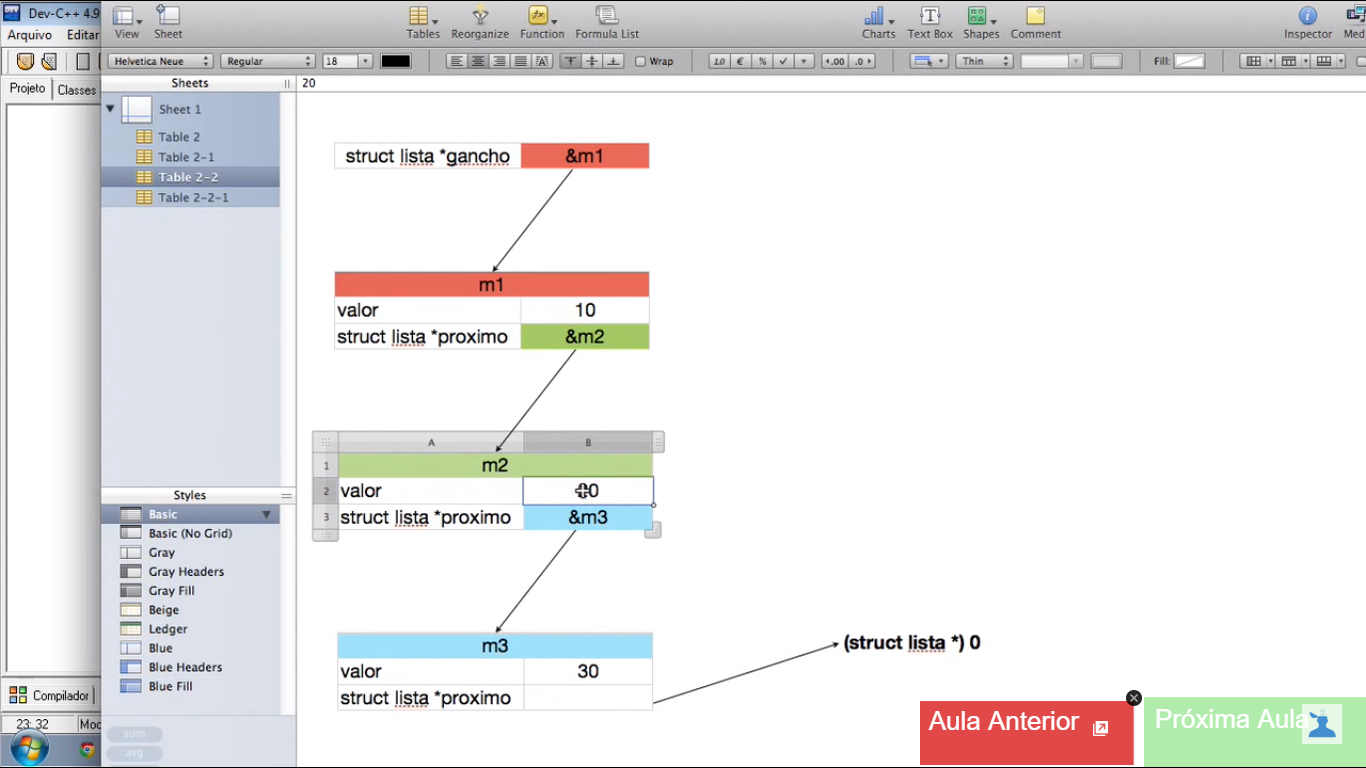 Dev-C++ 4.9
Arquivo Editar
Projeto Classes
Compilador
23: 32 Moc
View Sheet Tables Reorganize Function Formula List Charts Text Box Shapes Comment Inspector Med
Helvetica Neue Regular 18 Wrap 1.0 € % .00 .0 Thin Fill:
Sheets
20
Sheet 1
Table 2
Table 2-1
Table 2-2
Table 2-2-1
Styles
Basic
Basic (No Grid)
Gray
Gray Headers
Gray Fill
Beige
Ledger
Blue
Blue Headers
Blue Fill
sum
avg
struct lista *gancho &m1
m1
valor 10
struct lista *proximo &m2
A B
1 m2
2 valor
3 struct lista *proximo &m3
m3
valor 30
struct lista *proximo
(struct lista *) 0
Aula Anterior
Próxima Aula